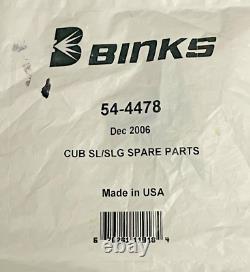 BINKS
54-4478
Dec 2006
CUB SL/SLG SPARE PARTS
Made in USA